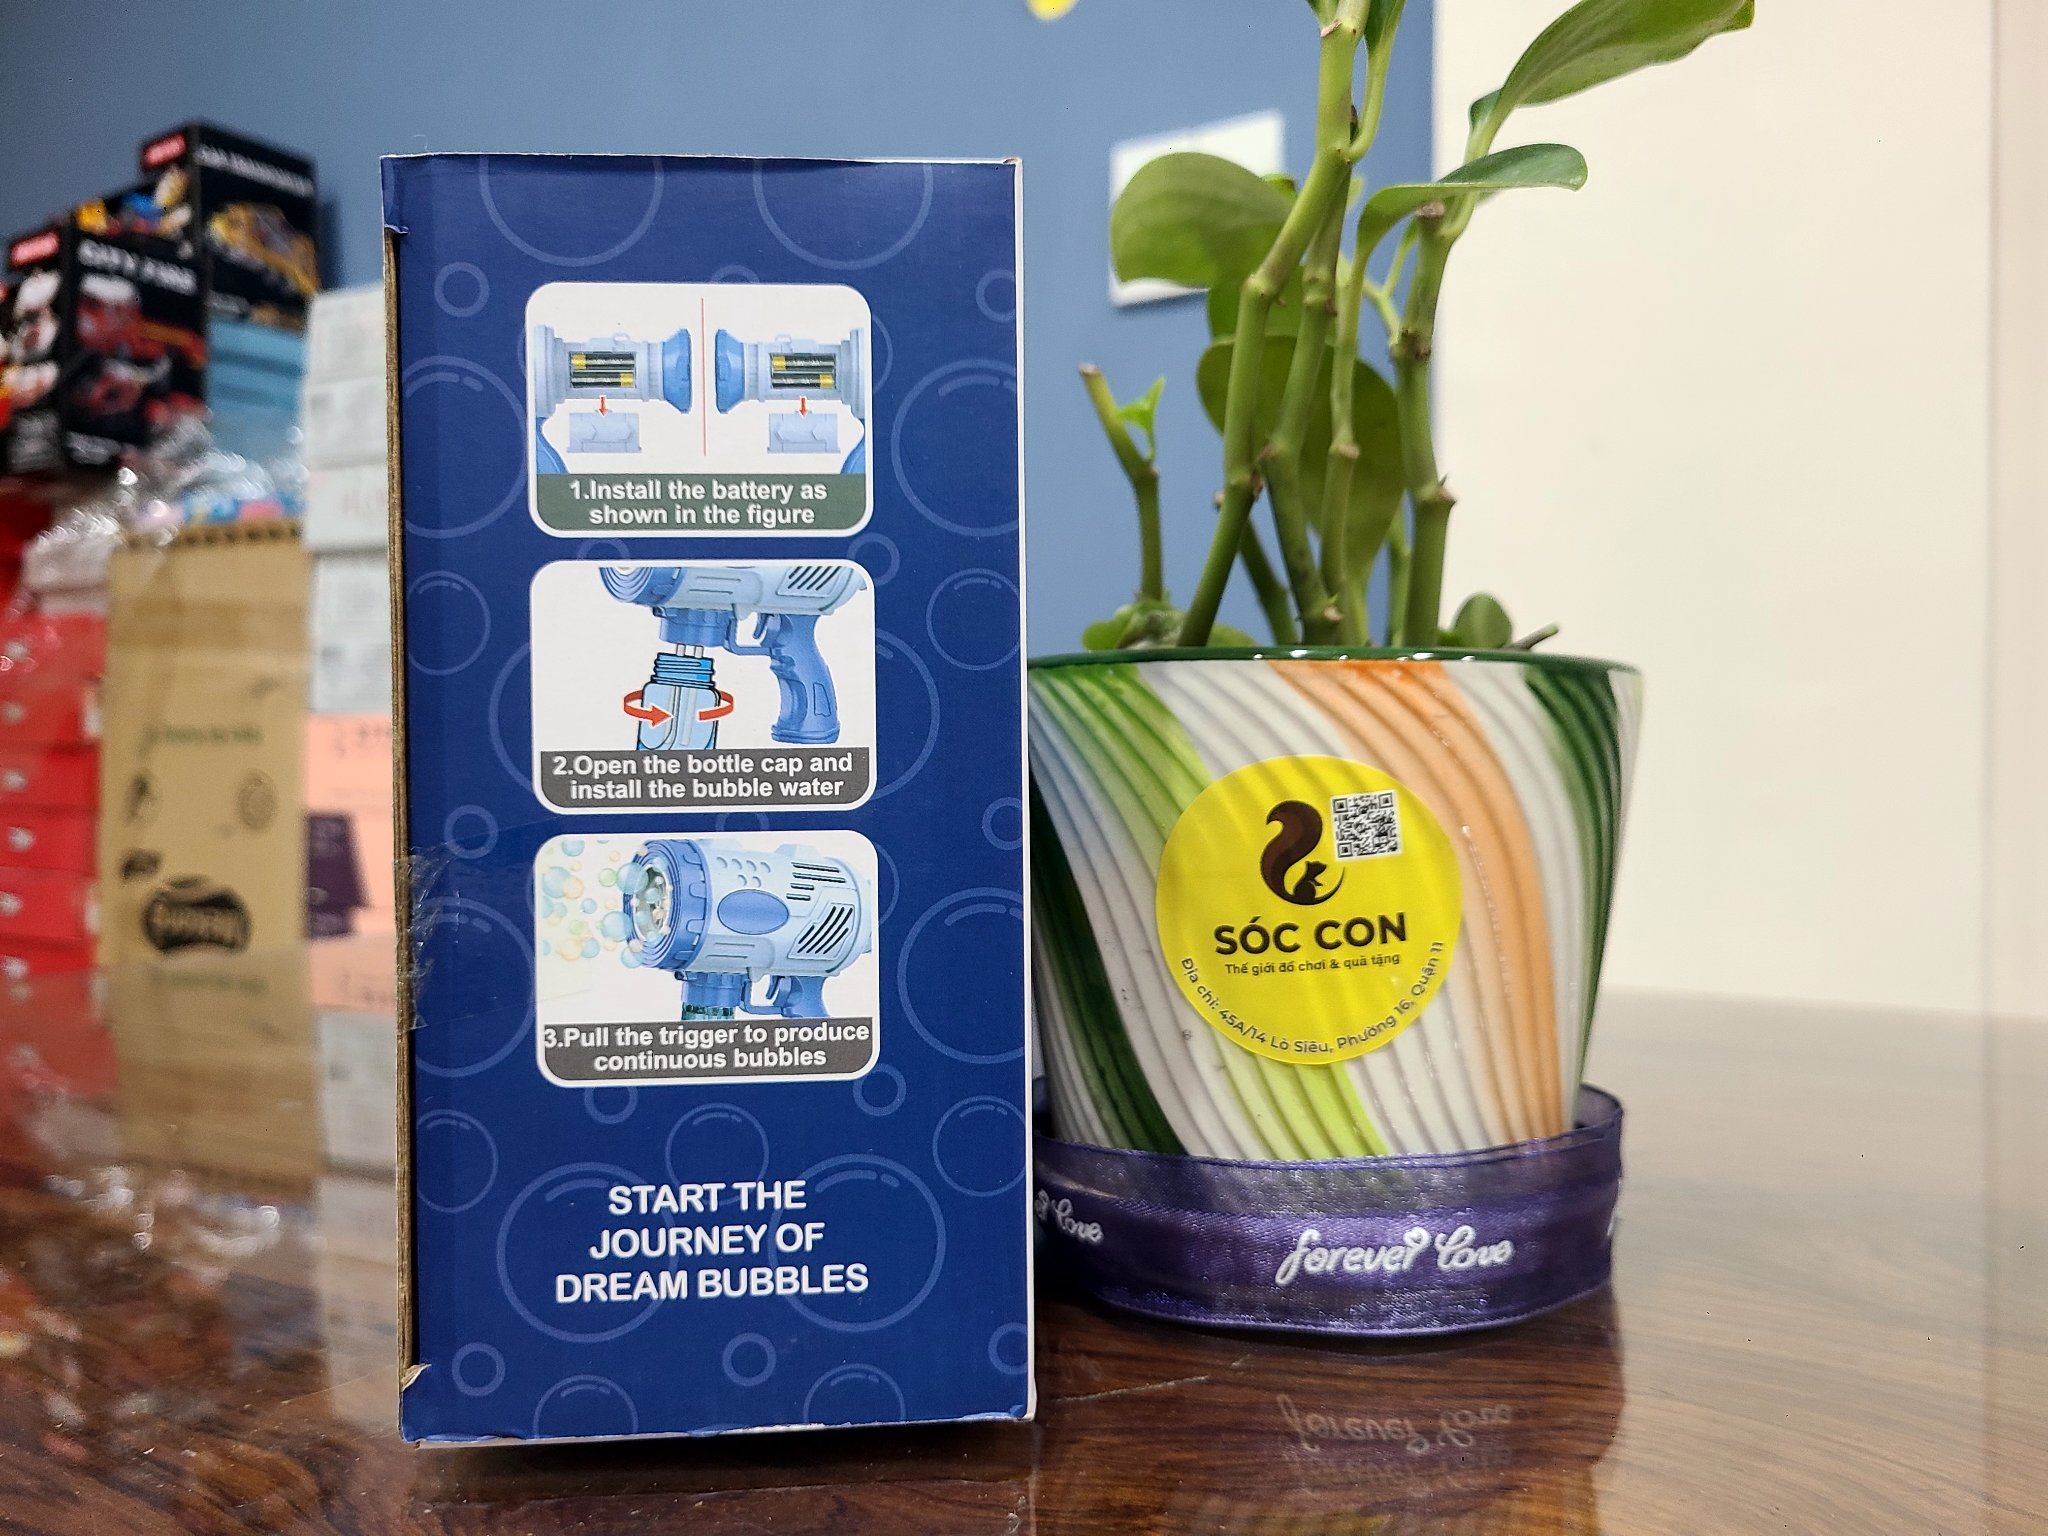 1.Install the battery as
shown in the figure
2.Open the bottle cap and
install the bubble water
3.Pull the trigger to produce
continuous bubbles
START THE
JOURNEY OF
DREAM BUBBLES
SÓC CON
Thế giới đồ chơi & quà tặng
Địa chỉ: 45A/14 Lò Siêu, Phường 16, Quận 11
Love
forever Love